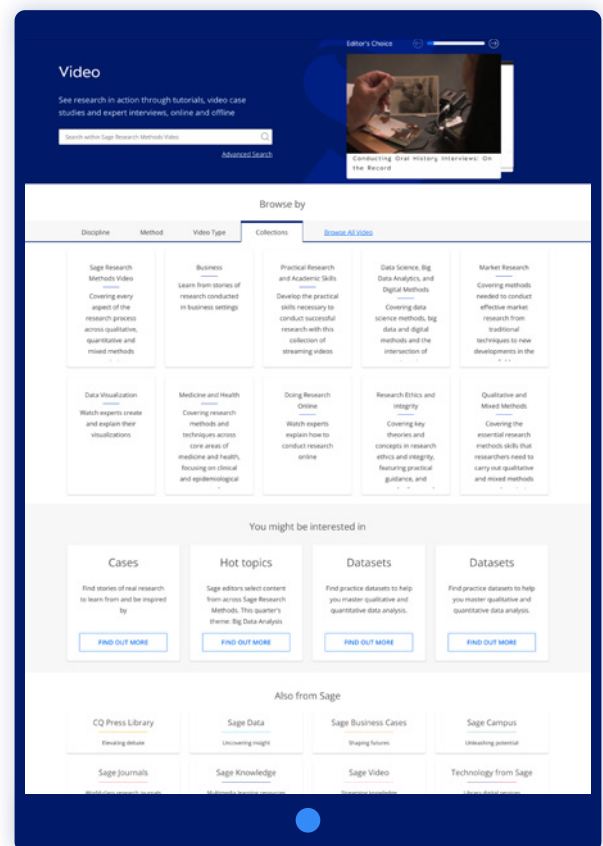 Editor's Choice
Video
See research in action through tutorials, video case
studies and expert interviews, online and offline
Search within Sage Research Methods Video
Advanced Search
Conducting Oral History Interviews: On
the Record
Browse by
Discipline Method Video Type Collections Browse All Video
Sage Research
Methods Video
Covering every
aspect of the
research process
across qualitative,
quantitative and
mixed methods
Business
Learn from stories of
research conducted
in business settings
Practical Research
and Academic Skills
Develop the practical
skills necessary to
conduct successful
research with this
collection of
streaming videos
Data Science, Big
Data Analytics, and
Digital Methods
Covering data
science methods, big
data and digital
methods and the
intersection of
Market Research
Covering methods
needed to conduct
effective market
research from
traditional
techniques to new
developments in the
Data Visualization
Watch experts create
and explain their
visualizations
Medicine and Health
Covering research
methods and
techniques across
core areas of
medicine and health,
focusing on clinical
and epidemiological
Doing Research
Online
Watch experts
explain how to
conduct research
online
Research Ethics and
Integrity
Covering key
theories and
concepts in research
ethics and integrity,
featuring practical
guidance, and
Qualitative and
Mixed Methods
Covering the
essential research
methods skills that
researchers need to
carry out qualitative
and mixed methods
You might be interested in
Cases
Find stories of real research
to learn from and be inspired
by
FIND OUT MORE
Hot topics
Sage editors select content
from across Sage Research
Methods. This quarter's
theme: Big Data Analysis
FIND OUT MORE
Datasets
Find practice datasets to help
you master qualitative and
quantitative data analysis.
FIND OUT MORE
Datasets
Find practice datasets to help
you master qualitative and
quantitative data analysis.
FIND OUT MORE
Also from Sage
CQ Press Library
Elevating debate
Sage Data
Uncovering insight
Sage Business Cases
Shaping futures
Sage Campus
Unleashing potential
Sage Journals
World-class research journals
Sage Knowledge
Multimedia learning resources
Sage Video
Streaming knowledge
Technology from Sage
Library digital services